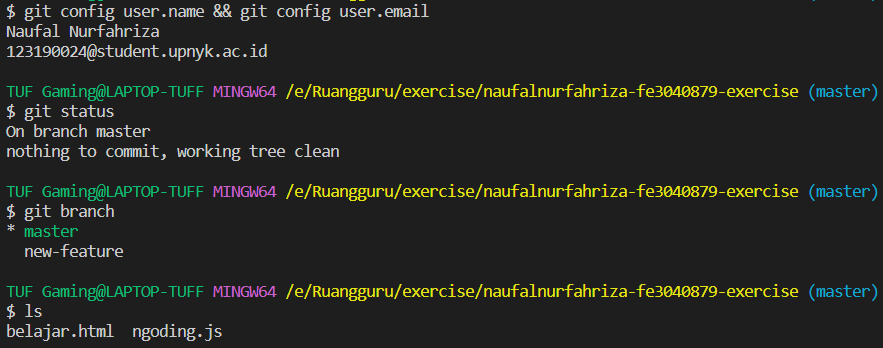 $ git config user.name && git config user.email
Naufal Nurfahriza
123190024@student.upnyk.ac.id
TUF Gaming@LAPTOP-TUFF MINGW64 /e/Ruangguru/exercise/naufalnurfahriza-fe3040879-exercise (master)
$ git status
On branch master
nothing to commit, working tree clean
TUF Gaming@LAPTOP-TUFF MINGW64 /e/Ruangguru/exercise/naufalnurfahriza-fe3040879-exercise (master)
$ git branch
* master
  new-feature
TUF Gaming@LAPTOP-TUFF MINGW64 /e/Ruangguru/exercise/naufalnurfahriza-fe3040879-exercise (master)
$ ls
belajar.html  ngoding.js